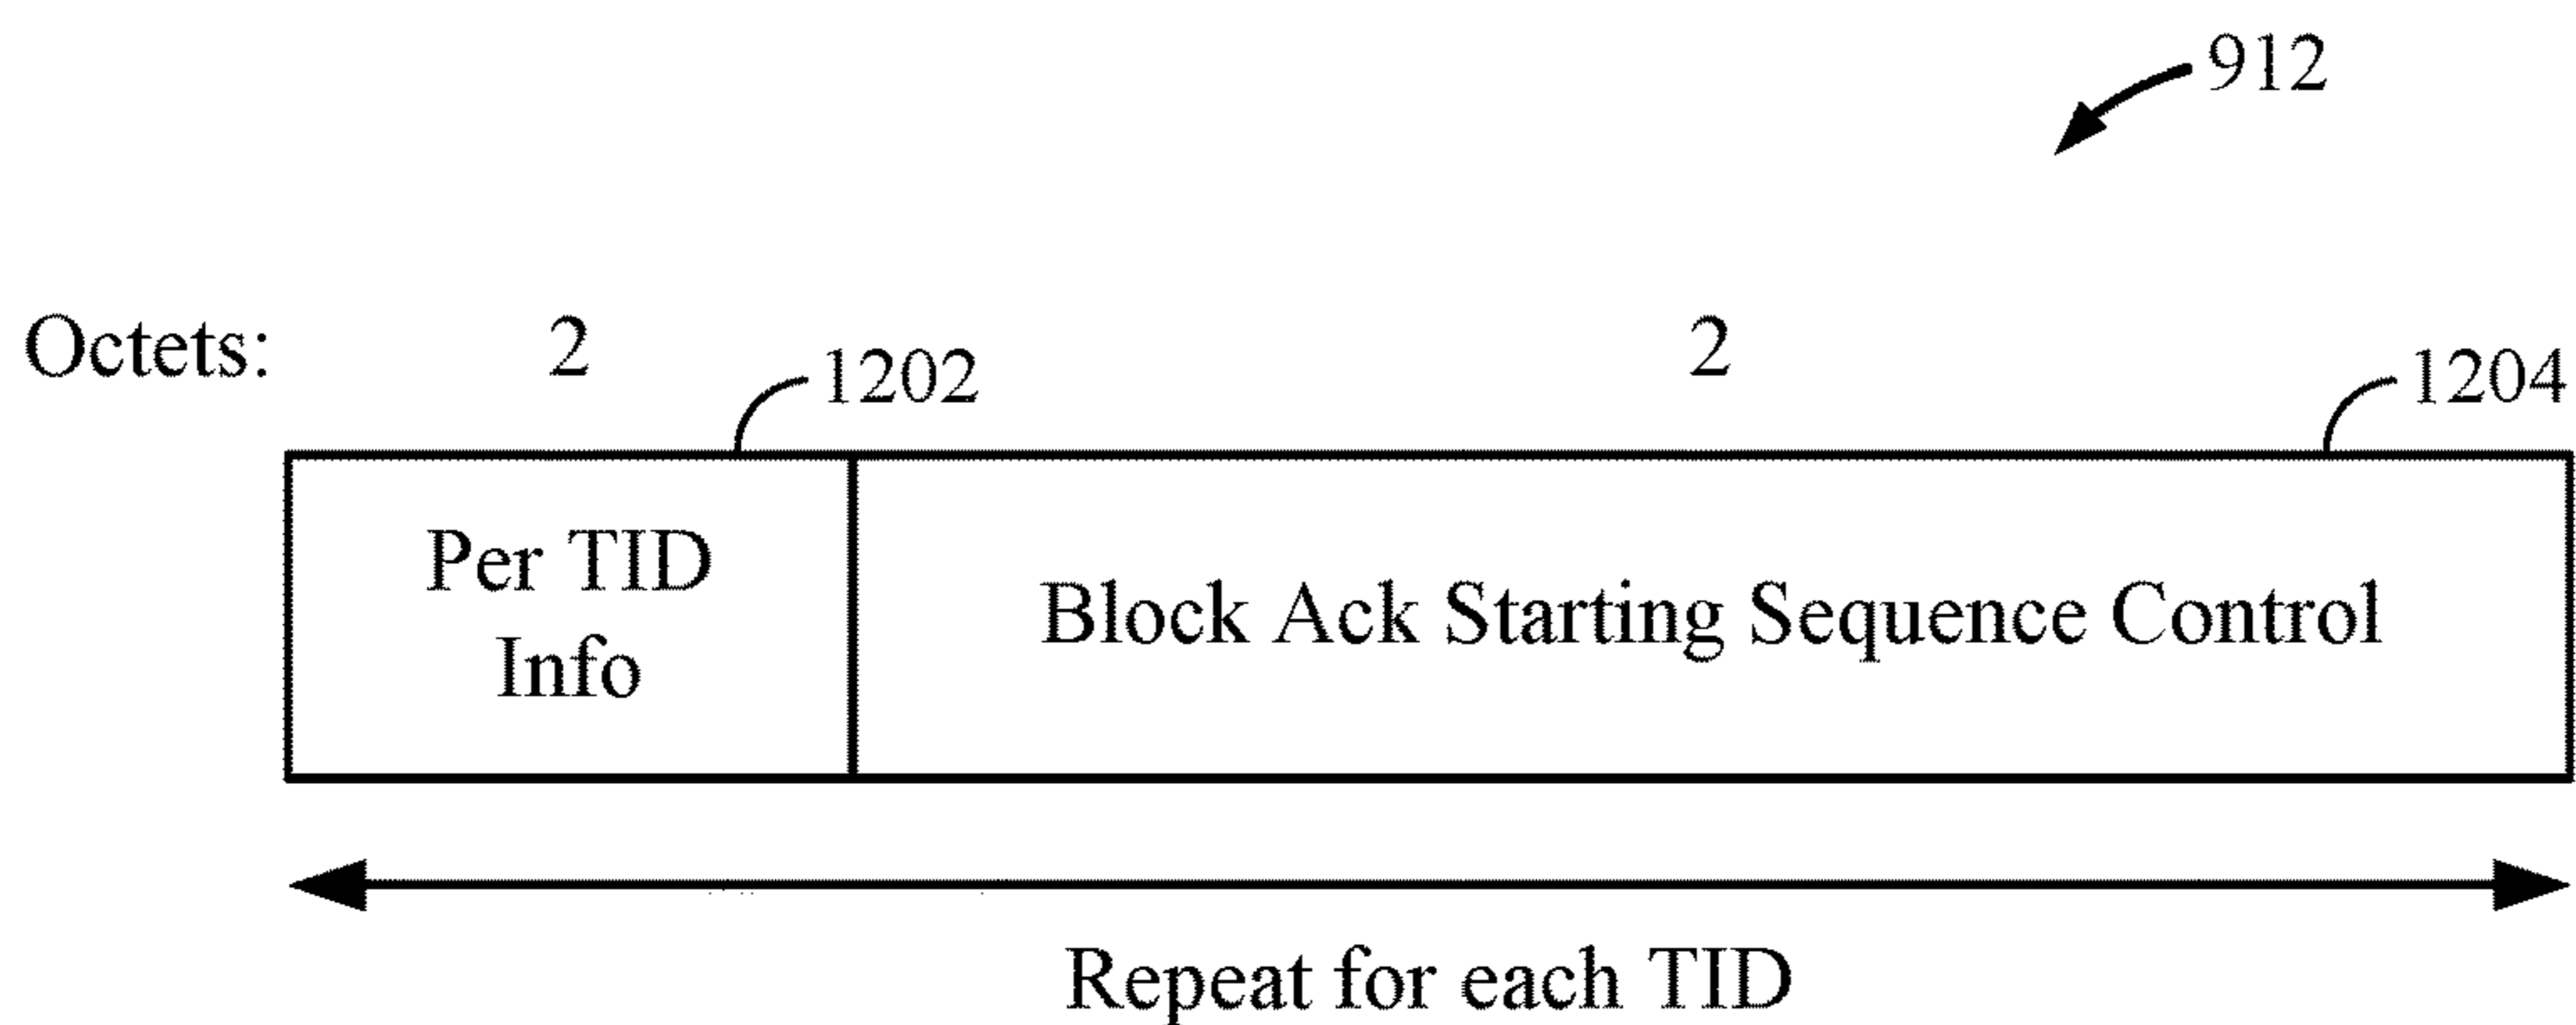 912
Octets: 2 2
1202 1204
Per TID
Info
Block Ack Starting Sequence Control
Repeat for each TID